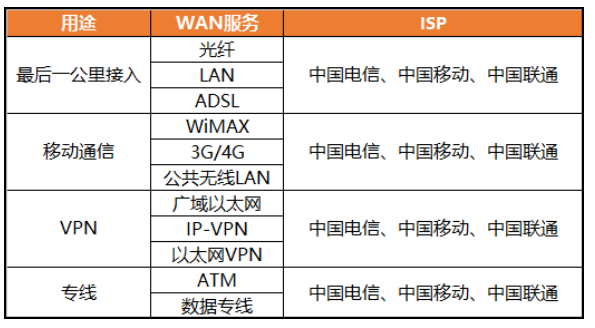 用途 WAN服务 ISP
光纤
最后一公里接入 LAN 中国电信、中国移动、中国联通
ADSL
WiMAX
移动通信 3G/4G 中国电信、中国移动、中国联通
公共无线LAN
广域以太网
VPN IP-VPN 中国电信、中国移动、中国联通
以太网VPN
ATM
专线 中国电信、中国移动、中国联通
数据专线